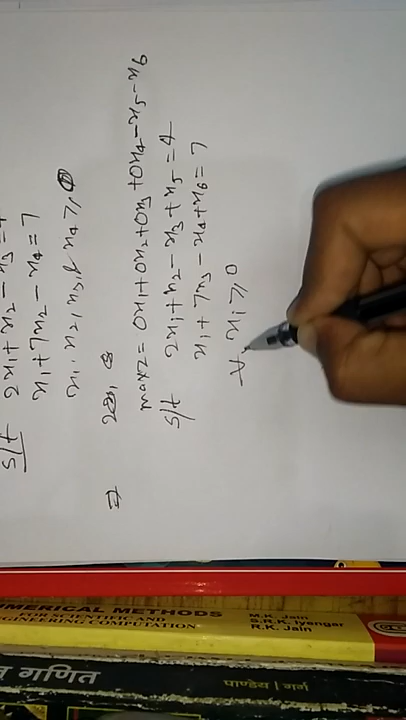 S/t 2x₁+x₂-x₃=4
x₁+7x₂-x₄=7
x₁, x₂, x₃, x₄ ≥ 0
max Z = 0x₁+0x₂+0x₃+0x₄-x₅-x₆
S/t 2x₁+x₂-x₃+x₅=4
x₁+7x₂-x₄+x₆=7
∀ xᵢ ≥ 0
NUMERICAL METHODS
FOR SCIENTIFIC AND
ENGINEERING COMPUTATION
M.K. Jain
S.R.K. Iyengar
R.K. Jain
गणित
पाण्डेय | गर्ग